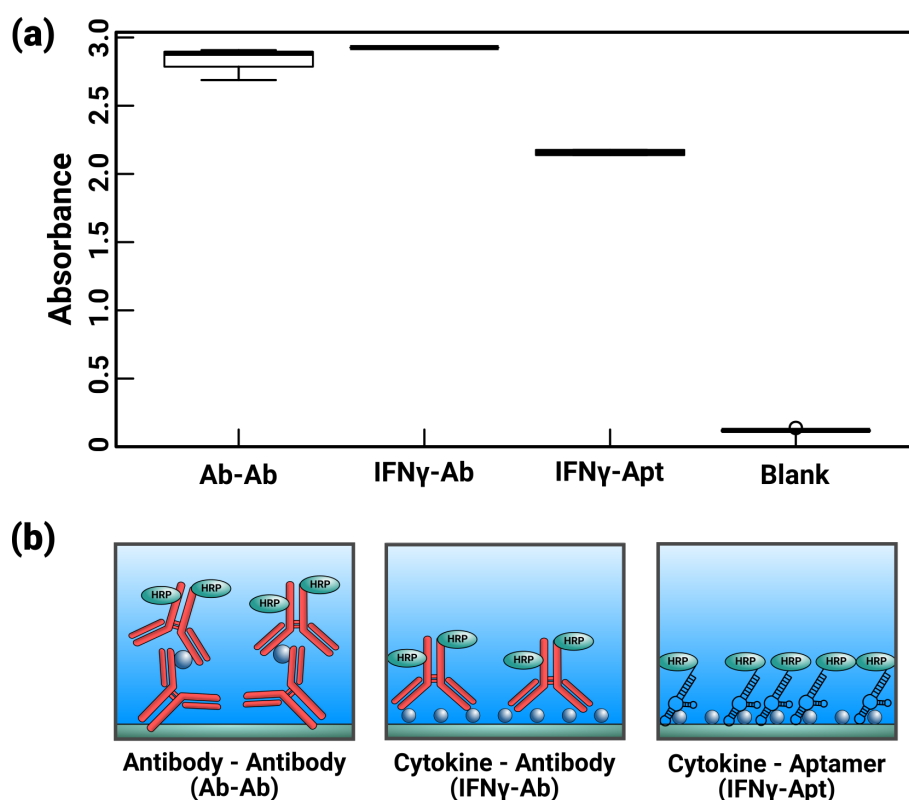 (a)
Absorbance
3.0
2.5
2.0
1.5
1.0
0.5
0
Ab-Ab IFNγ-Ab IFNγ-Apt Blank
(b)
HRP HRP HRP HRP
HRP HRP HRP HRP
HRP HRP HRP HRP HRP
Antibody - Antibody
(Ab-Ab)
Cytokine - Antibody
(IFNγ-Ab)
Cytokine - Aptamer
(IFNγ-Apt)